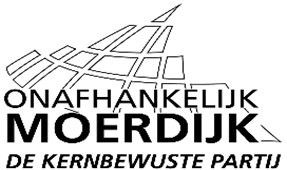 ONAFHANKELIJK
MOERDIJK
DE KERNBEWUSTE PARTIJ